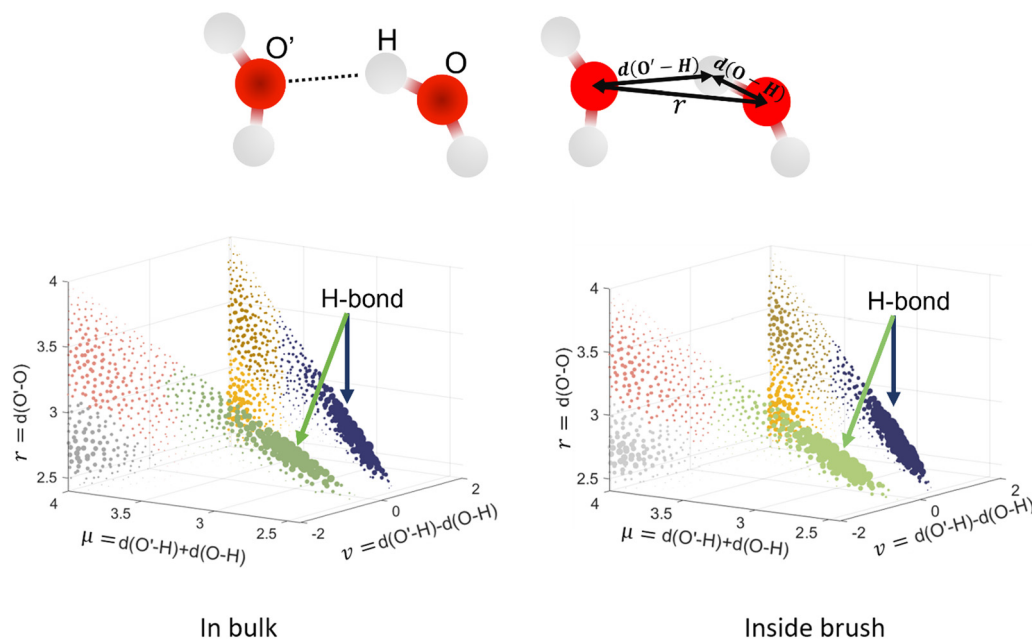 O’ H O
d(O′ − H) d(O − H)
r
H-bond
4
3.5
3
2.5
r = d(O'-O)
4 3.5 3 2.5
-2 0 2
μ = d(O'-H)+d(O-H)
v = d(O'-H)-d(O-H)
In bulk
H-bond
4
3.5
3
2.5
r = d(O'-O)
4 3.5 3 2.5
-2 0 2
μ = d(O'-H)+d(O-H)
v = d(O'-H)-d(O-H)
Inside brush